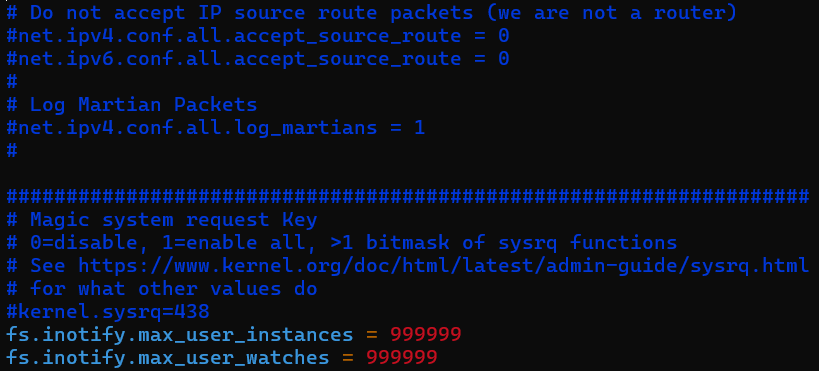 # Do not accept IP source route packets (we are not a router)
#net.ipv4.conf.all.accept_source_route = 0
#net.ipv6.conf.all.accept_source_route = 0
#
# Log Martian Packets
#net.ipv4.conf.all.log_martians = 1
#

###################################################################
# Magic system request Key
# 0=disable, 1=enable all, >1 bitmask of sysrq functions
# See https://www.kernel.org/doc/html/latest/admin-guide/sysrq.html
# for what other values do
#kernel.sysrq=438
fs.inotify.max_user_instances = 999999
fs.inotify.max_user_watches = 999999